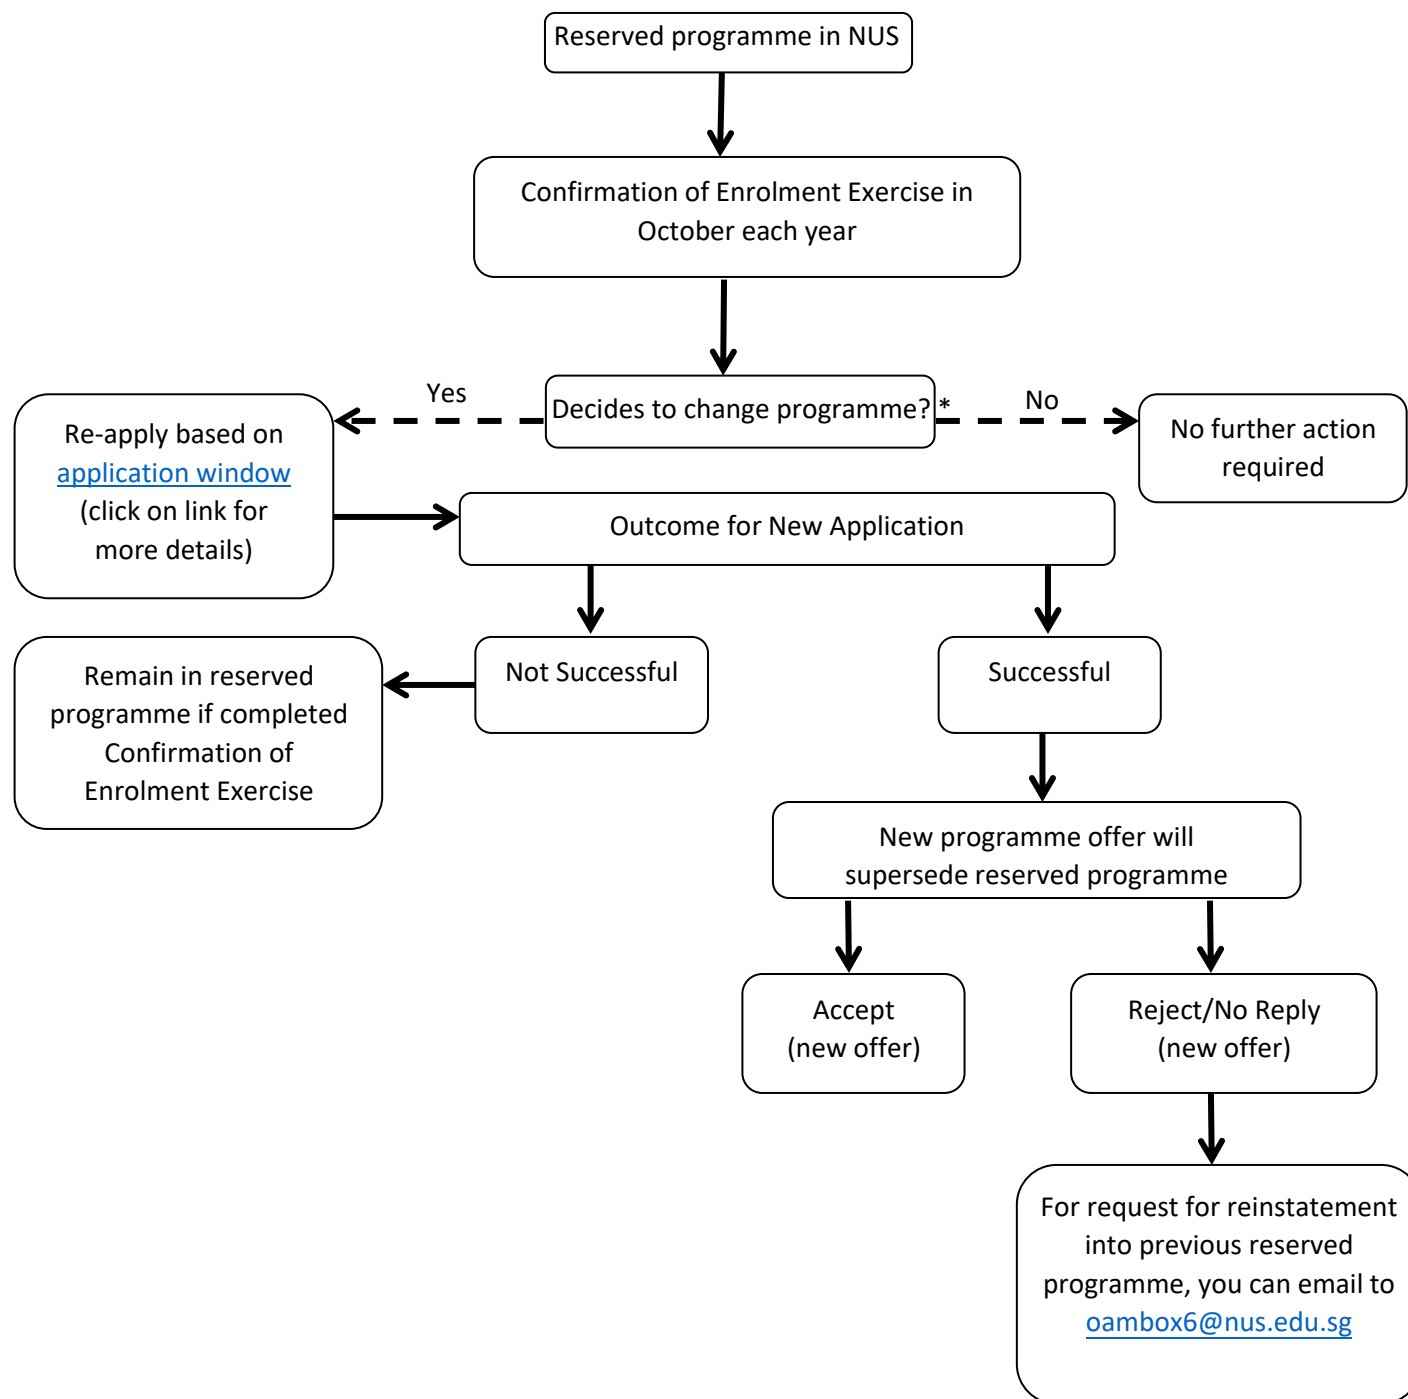 Reserved programme in NUS
Confirmation of Enrolment Exercise in
October each year
Decides to change programme? *
Yes
No
Re-apply based on
application window
(click on link for
more details)
No further action
required
Outcome for New Application
Not Successful
Successful
Remain in reserved
programme if completed
Confirmation of
Enrolment Exercise
New programme offer will
supersede reserved programme
Accept
(new offer)
Reject/No Reply
(new offer)
For request for reinstatement
into previous reserved
programme, you can email to
oambox6@nus.edu.sg